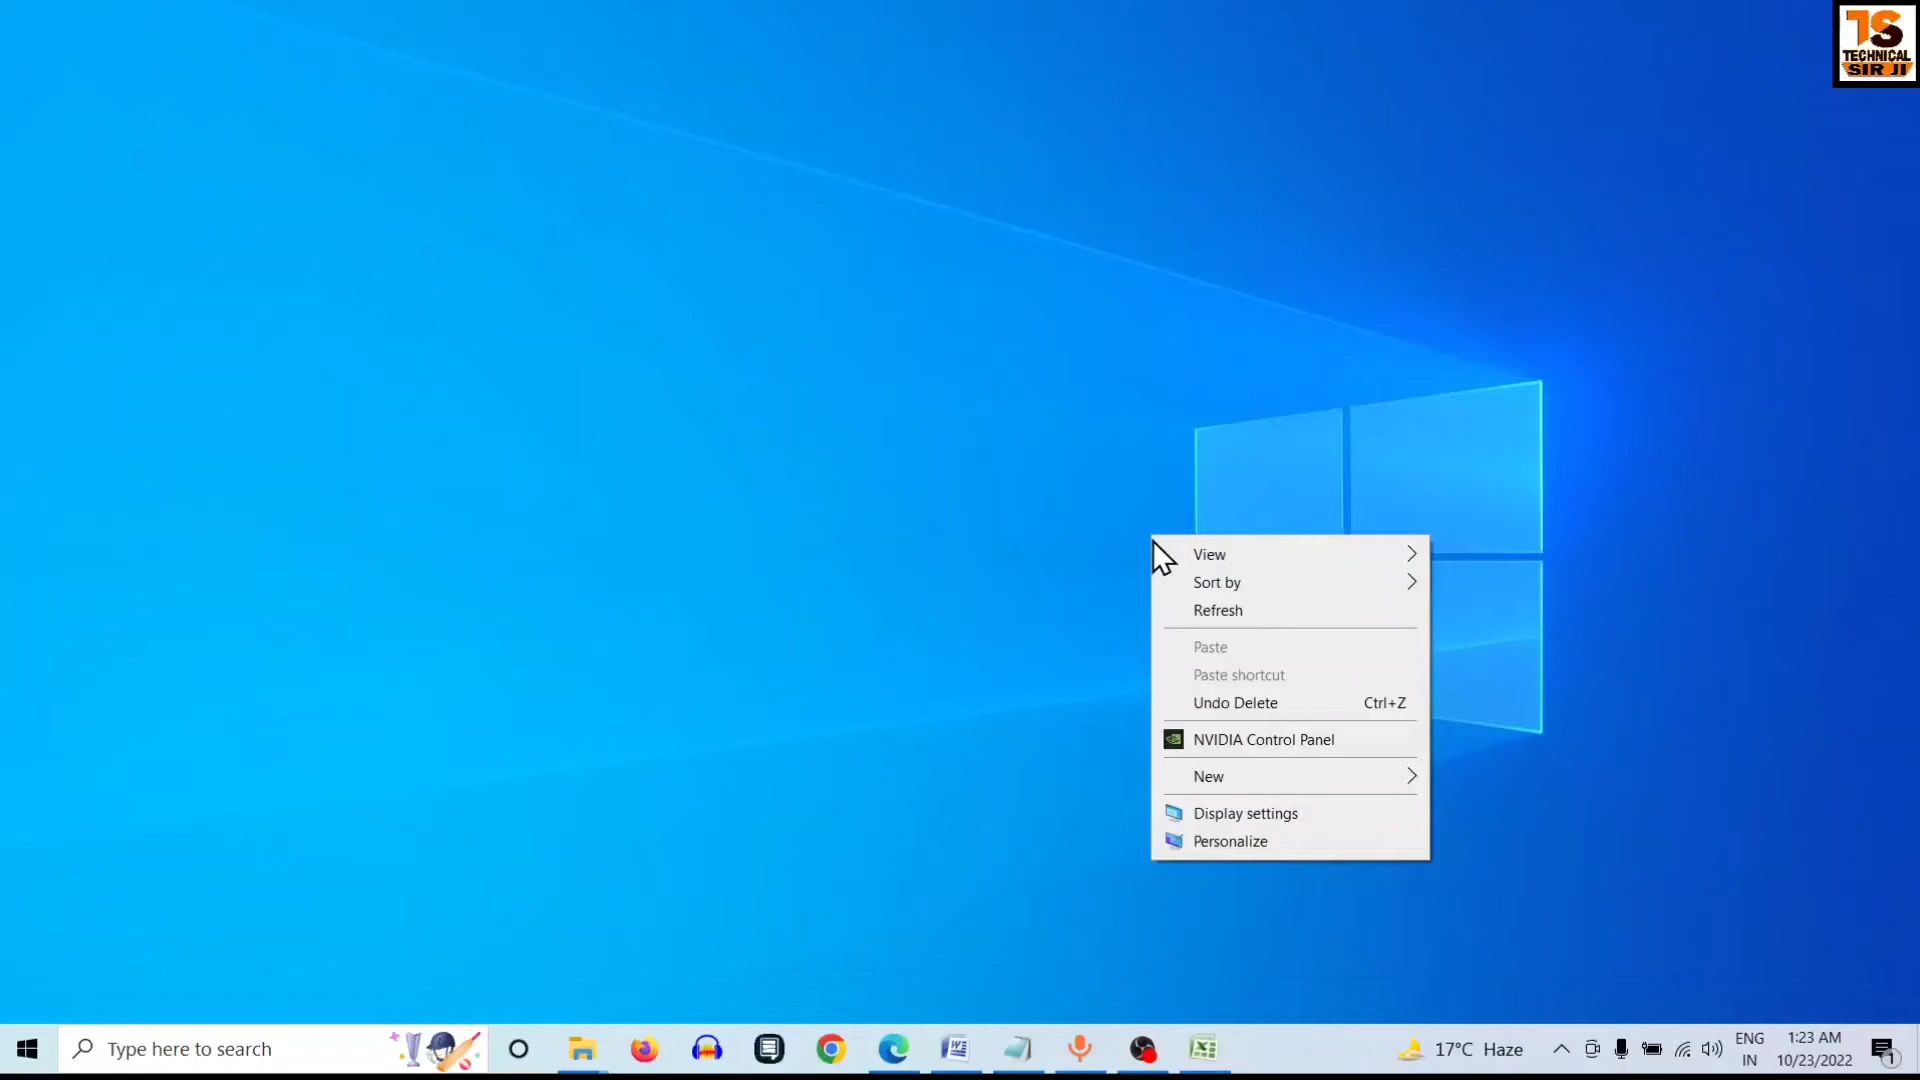 TS
TECHNICAL
SIR JI
View
Sort by
Refresh
Paste
Paste shortcut
Undo Delete Ctrl+Z
NVIDIA Control Panel
New
Display settings
Personalize
Type here to search
17°C Haze
ENG
IN
1:23 AM
10/23/2022
1